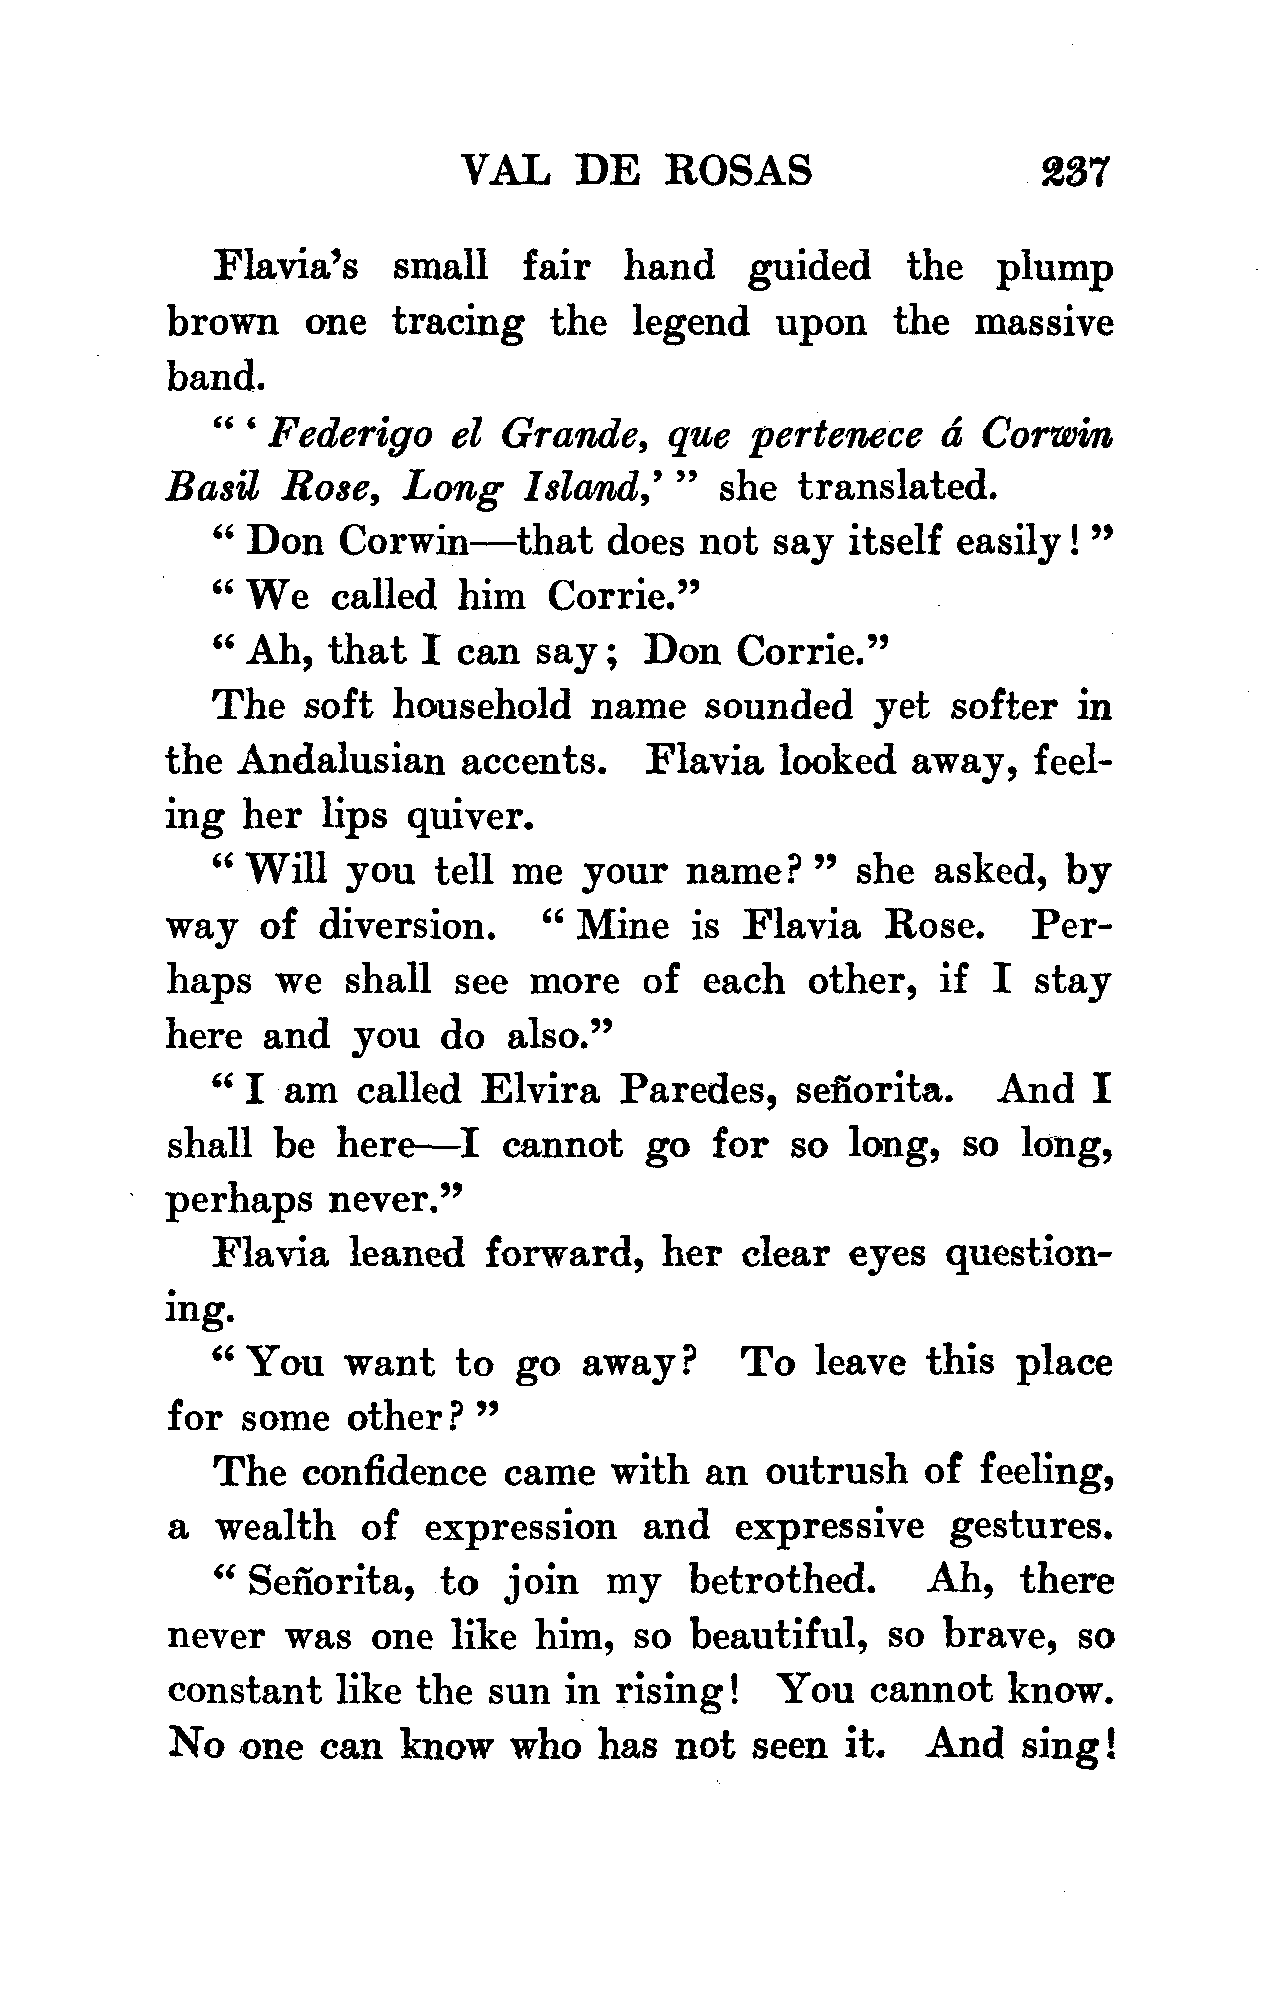 VAL DE ROSAS 237
Flavia's small fair hand guided the plump
brown one tracing the legend upon the massive
band.
" ' Federigo el Grande, que pertenece á Corwin
Basil Rose, Long Island,' " she translated.
" Don Corwin—that does not say itself easily ! "
" We called him Corrie."
" Ah, that I can say ; Don Corrie."
The soft household name sounded yet softer in
the Andalusian accents. Flavia looked away, feel-
ing her lips quiver.
" Will you tell me your name? " she asked, by
way of diversion. " Mine is Flavia Rose. Per-
haps we shall see more of each other, if I stay
here and you do also."
" I am called Elvira Paredes, señorita. And I
shall be here—I cannot go for so long, so long,
perhaps never."
Flavia leaned forward, her clear eyes question-
ing.
" You want to go away? To leave this place
for some other? "
The confidence came with an outrush of feeling,
a wealth of expression and expressive gestures.
" Señorita, to join my betrothed. Ah, there
never was one like him, so beautiful, so brave, so
constant like the sun in rising! You cannot know.
No one can know who has not seen it. And sing!